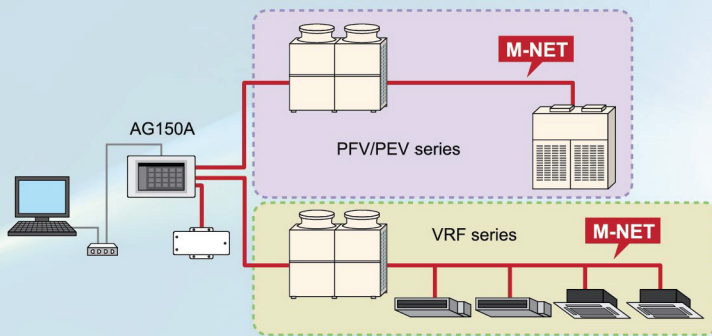 M-NET
AG150A
PFV/PEV series
VRF series
M-NET